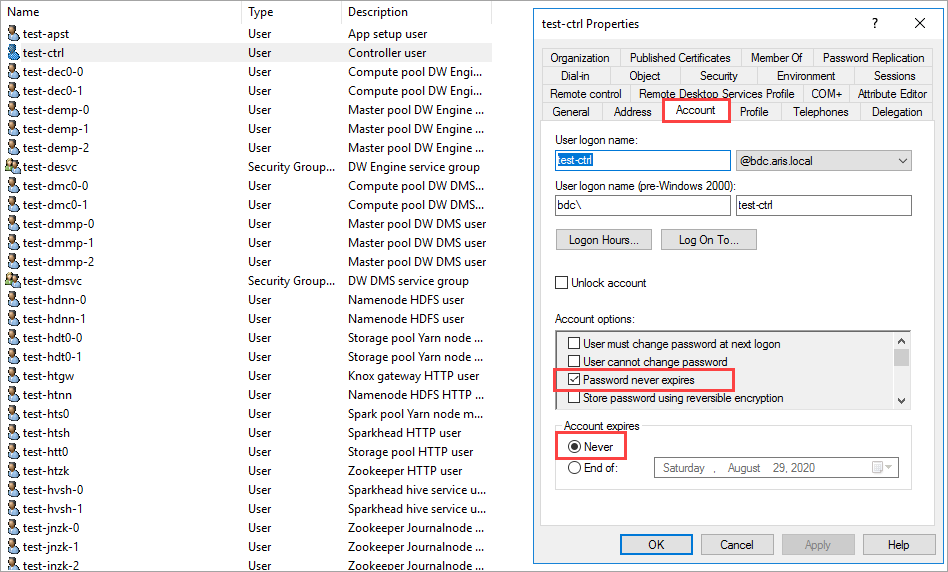 Name Type Description
test-apst User App setup user
test-ctrl User Controller user
test-dec0-0 User Compute pool DW Engi...
test-dec0-1 User Compute pool DW Engi...
test-demp-0 User Master pool DW Engine ...
test-demp-1 User Master pool DW Engine ...
test-demp-2 User Master pool DW Engine ...
test-desvc Security Group... DW Engine service group
test-dmc0-0 User Compute pool DW DMS...
test-dmc0-1 User Compute pool DW DMS...
test-dmmp-0 User Master pool DW DMS user
test-dmmp-1 User Master pool DW DMS user
test-dmmp-2 User Master pool DW DMS user
test-dmsvc Security Group... DW DMS service group
test-hdnn-0 User Namenode HDFS user
test-hdnn-1 User Namenode HDFS user
test-hdt0-0 User Storage pool Yarn node ...
test-hdt0-1 User Storage pool Yarn node ...
test-htgw User Knox gateway HTTP user
test-htnn User Namenode HDFS HTTP ...
test-hts0 User Spark pool Yarn node m...
test-htsh User Sparkhead HTTP user
test-htt0 User Storage pool Yarn node ...
test-htzk User Zookeeper HTTP user
test-hvsh-0 User Sparkhead hive service u...
test-hvsh-1 User Sparkhead hive service u...
test-jnzk-0 User Zookeeper Journalnode ...
test-jnzk-1 User Zookeeper Journalnode ...
test-jnzk-2 User Zookeeper Journalnode ...
test-ctrl Properties ? ×
Organization Published Certificates Member Of Password Replication
Dial-in Object Security Environment Sessions
Remote control Remote Desktop Services Profile COM+ Attribute Editor
General Address Account Profile Telephones Delegation
User logon name:
test-ctrl @bdc.aris.local
User logon name (pre-Windows 2000):
bdc\ test-ctrl
Logon Hours... Log On To...
Unlock account
Account options:
User must change password at next logon
User cannot change password
Password never expires
Store password using reversible encryption
Account expires
Never
End of: Saturday , August 29, 2020
OK Cancel Apply Help